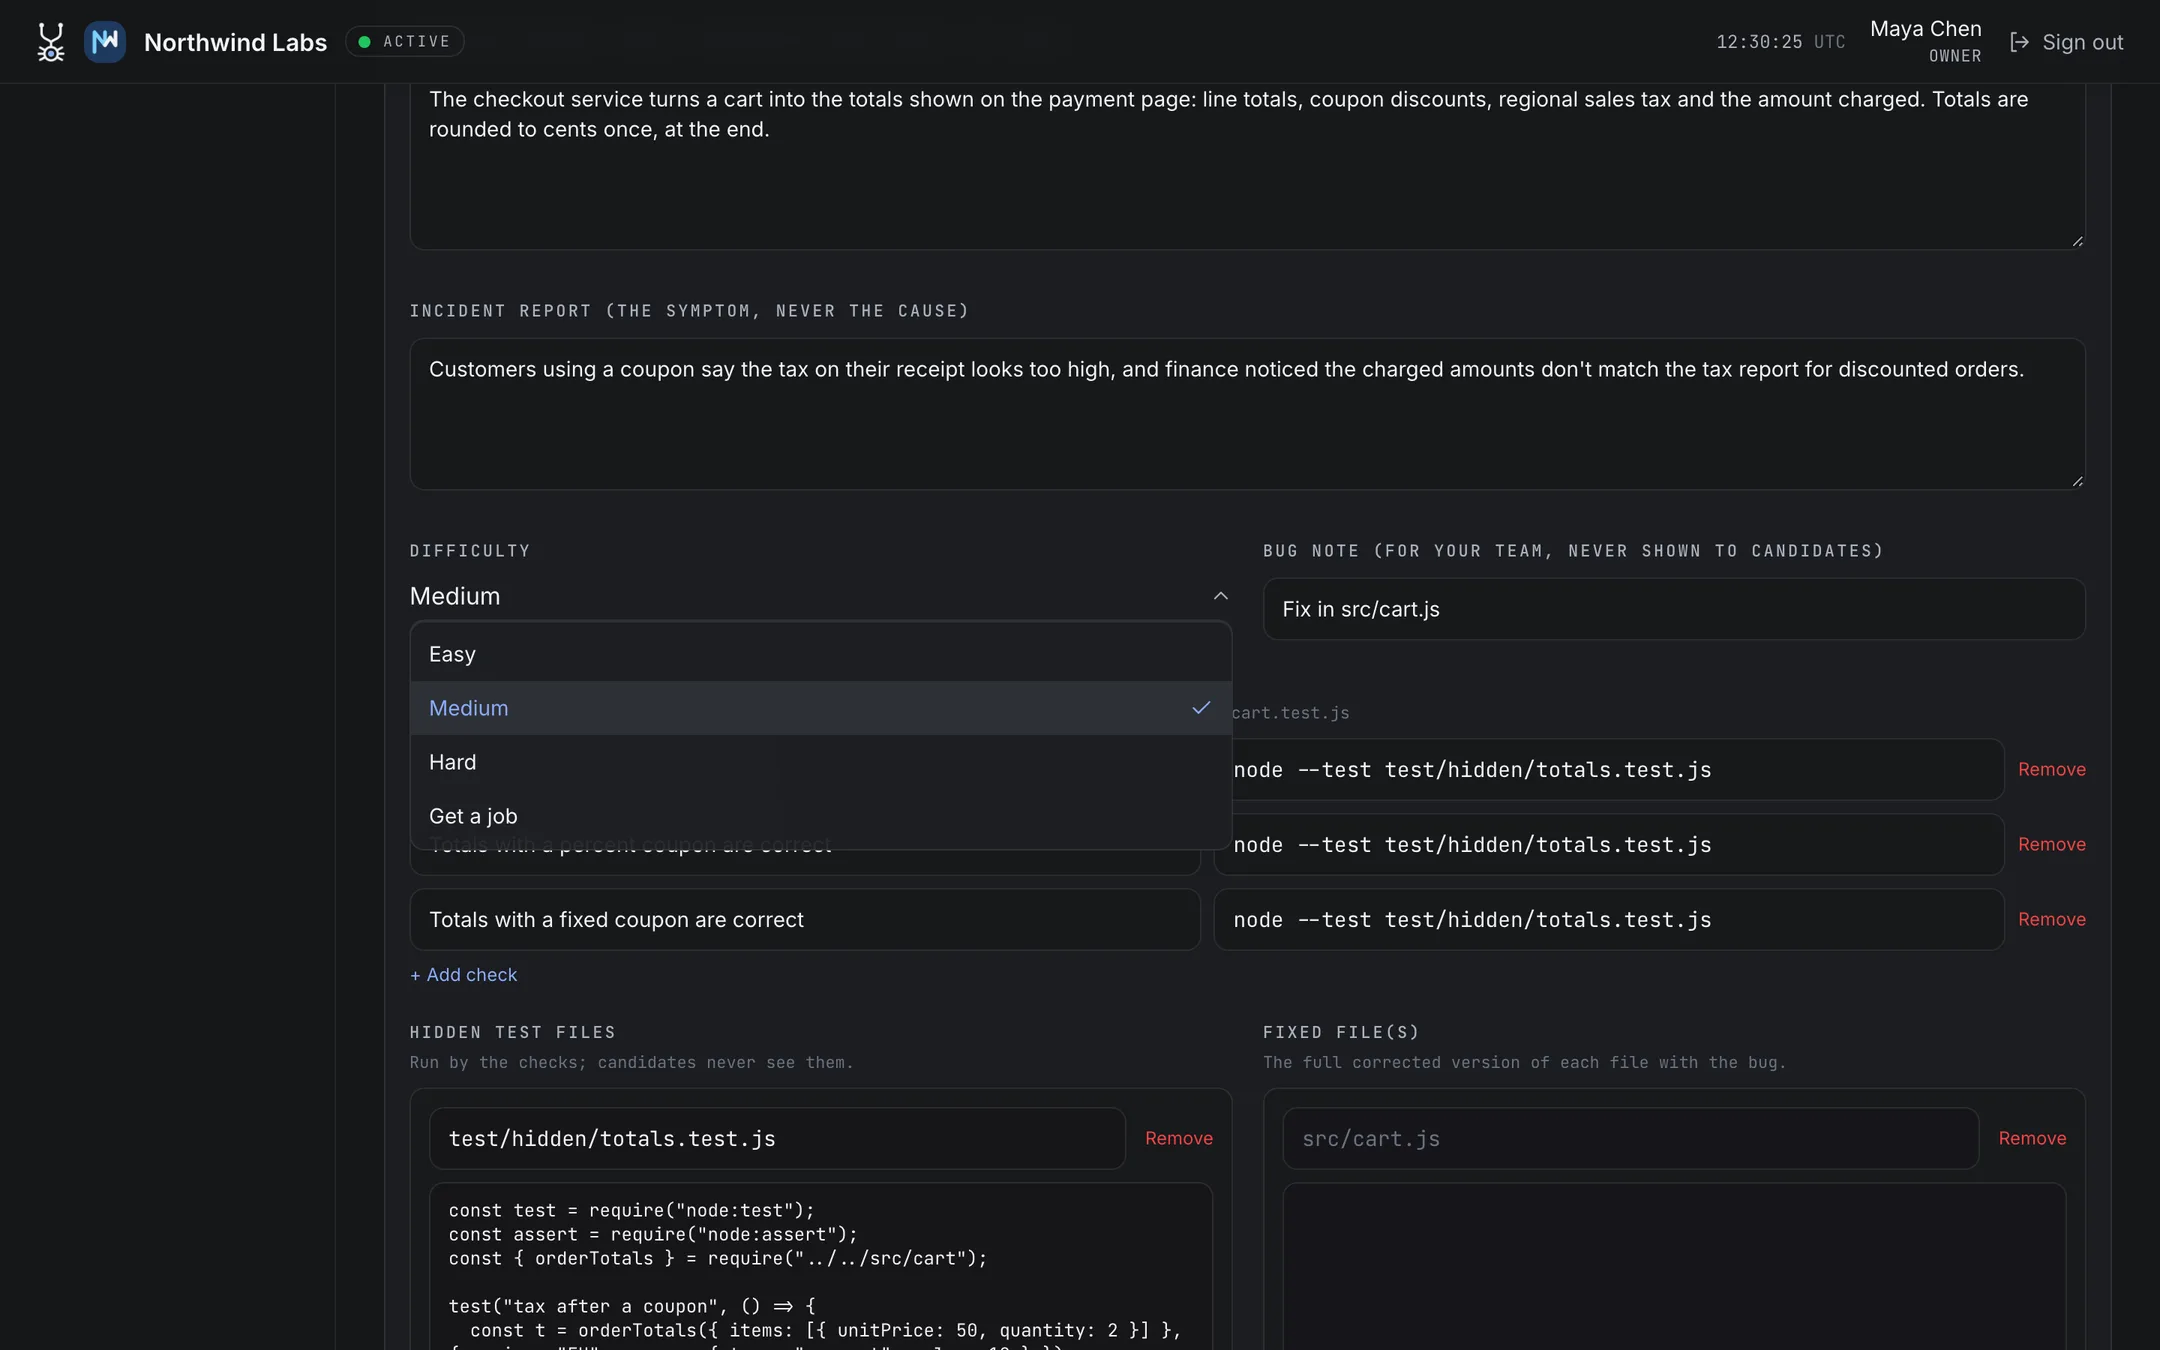 Northwind Labs
ACTIVE
12:30:25 UTC
Maya Chen
OWNER
Sign out
The checkout service turns a cart into the totals shown on the payment page: line totals, coupon discounts, regional sales tax and the amount charged. Totals are
rounded to cents once, at the end.
INCIDENT REPORT (THE SYMPTOM, NEVER THE CAUSE)
Customers using a coupon say the tax on their receipt looks too high, and finance noticed the charged amounts don't match the tax report for discounted orders.
DIFFICULTY
BUG NOTE (FOR YOUR TEAM, NEVER SHOWN TO CANDIDATES)
Medium
Fix in src/cart.js
Easy
Medium
Hard
Get a job
cart.test.js
node --test test/hidden/totals.test.js
Remove
Totals with a percent coupon are correct
node --test test/hidden/totals.test.js
Remove
Totals with a fixed coupon are correct
node --test test/hidden/totals.test.js
Remove
+ Add check
HIDDEN TEST FILES
Run by the checks; candidates never see them.
FIXED FILE(S)
The full corrected version of each file with the bug.
test/hidden/totals.test.js
Remove
src/cart.js
Remove
const test = require("node:test");
const assert = require("node:assert");
const { orderTotals } = require("../../src/cart");
test("tax after a coupon", () => {
const t = orderTotals({ items: [{ unitPrice: 50, quantity: 2 }] },